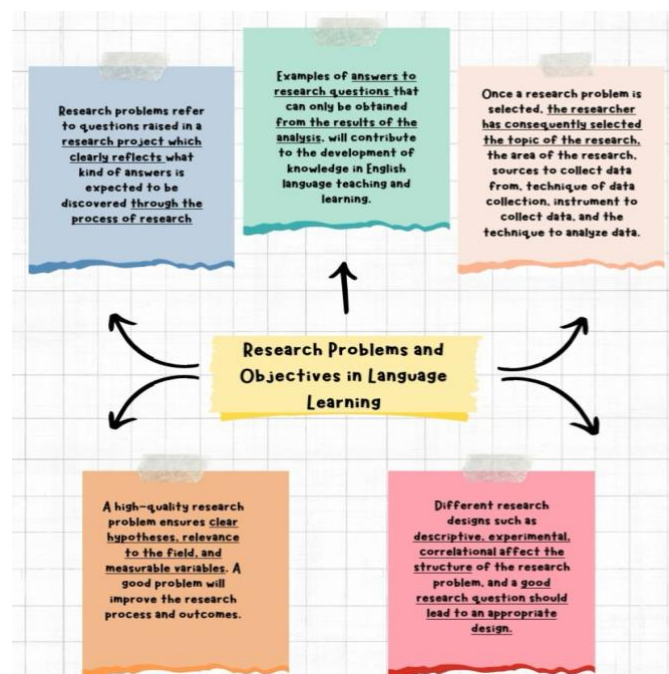 Research problems refer
to questions raised in a
research project which
clearly reflects what
kind of answers is
expected to be
discovered through the
process of research
Examples of answers to
research questions that
can only be obtained
from the results of the
analysis, will contribute
to the development of
knowledge in English
language teaching and
learning.
Once a research problem is
selected, the researcher
has consequently selected
the topic of the research,
the area of the research,
sources to collect data
from, technique of data
collection, instrument to
collect data, and the
technique to analyze data.
Research Problems and
Objectives in Language
Learning
A high-quality research
problem ensures clear
hypotheses, relevance
to the field, and
measurable variables. A
good problem will
improve the research
process and outcomes.
Different research
designs such as
descriptive, experimental,
correlational affect the
structure of the research
problem, and a good
research question should
lead to an appropriate
design.